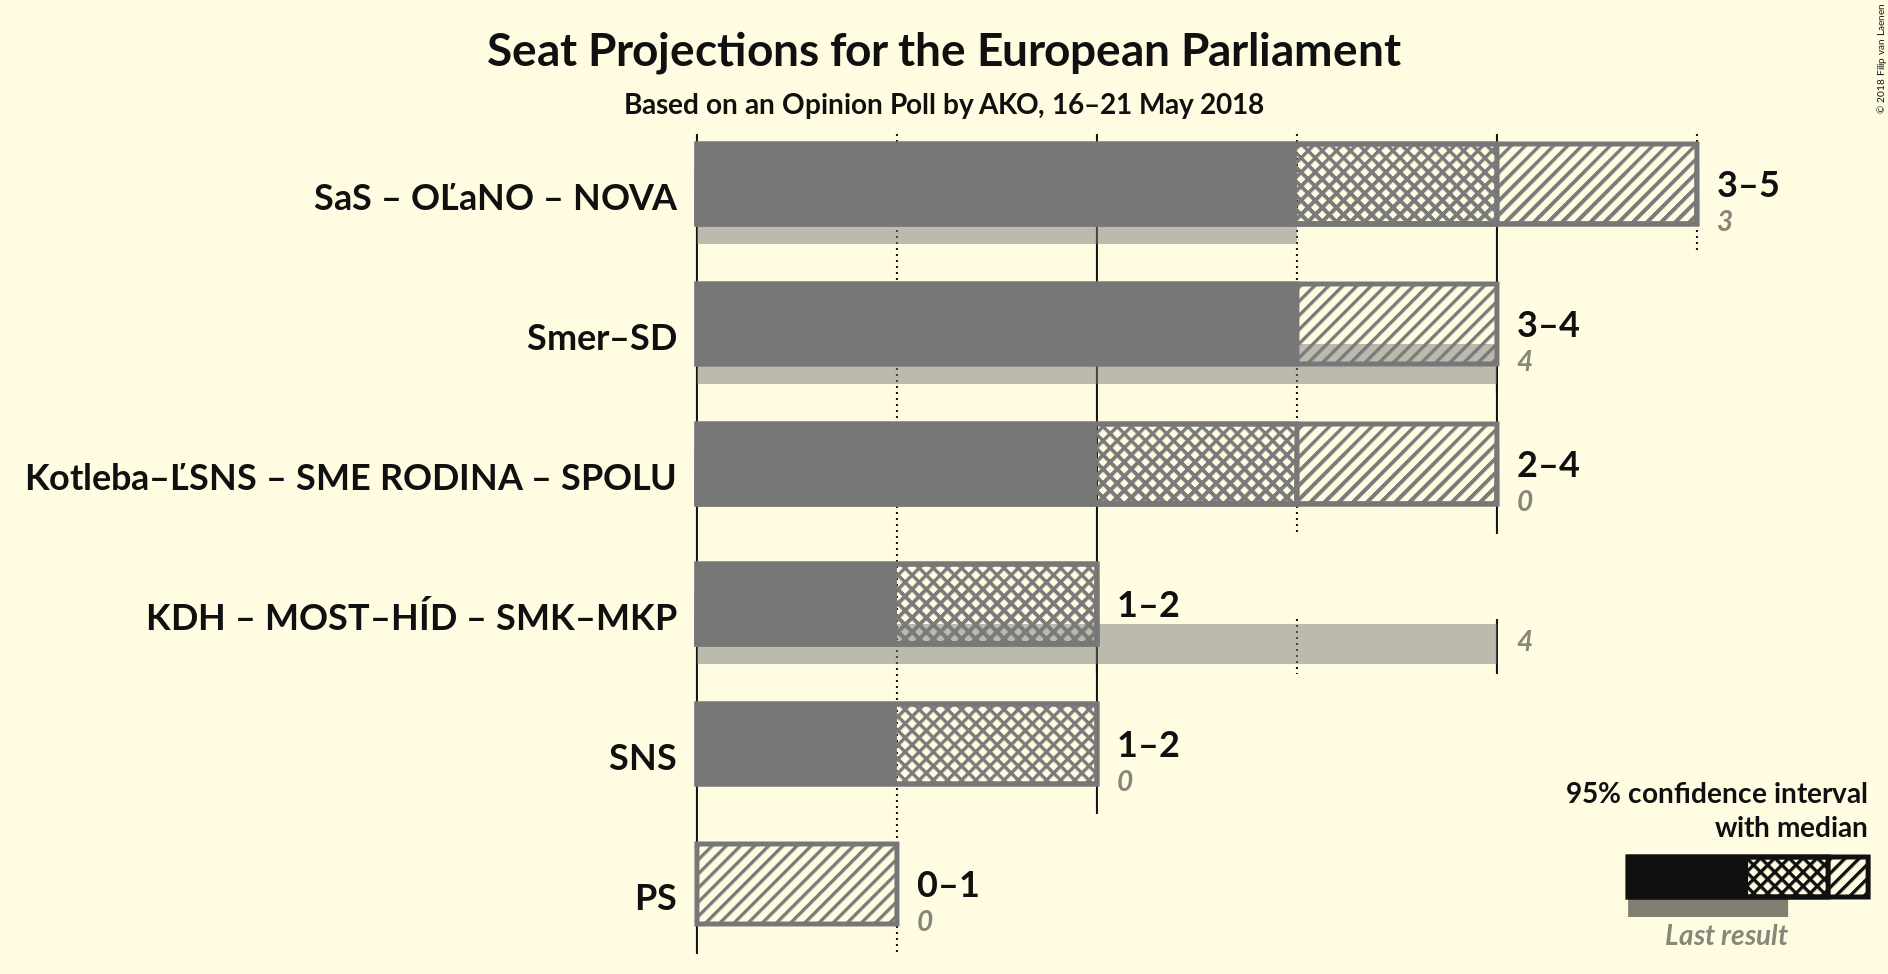 Seat Projections for the European Parliament
Based on an Opinion Poll by AKO, 16–21 May 2018
© 2018 Filip van Laenen
SaS – OĽaNO – NOVA
3–5
3
Smer–SD
3–4
4
Kotleba–ĽSNS – SME RODINA – SPOLU
2–4
0
KDH – MOST–HÍD – SMK–MKP
1–2
4
SNS
1–2
0
PS
0–1
0
95% confidence interval
with median
Last result